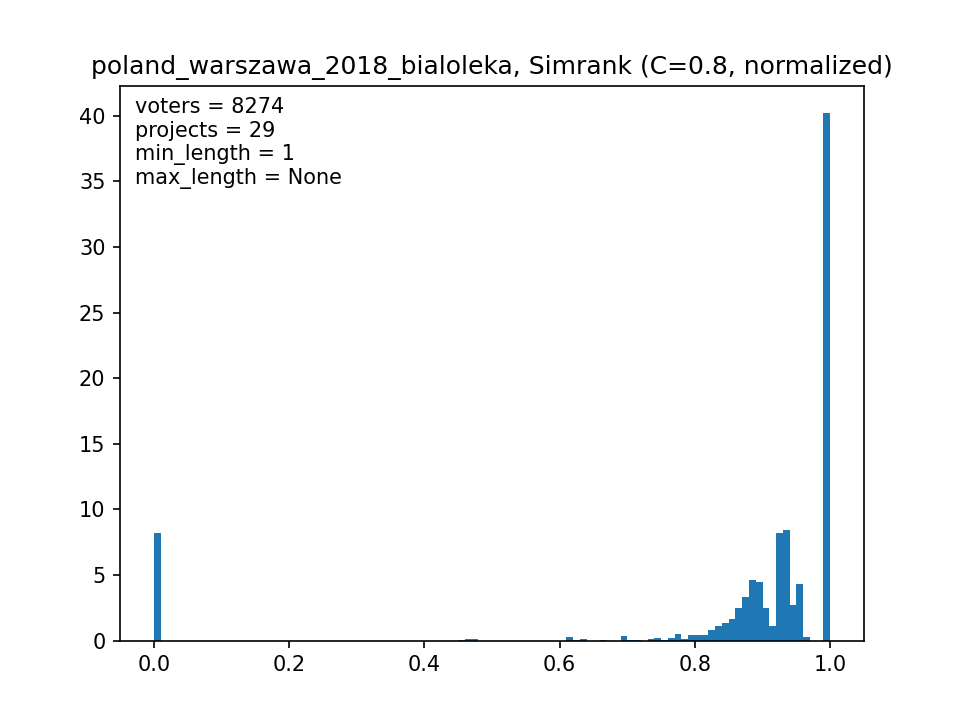 poland_warszawa_2018_bialoleka, Simrank (C=0.8, normalized)
voters = 8274
projects = 29
min_length = 1
max_length = None
40
35
30
25
20
15
10
5
0
0.0 0.2 0.4 0.6 0.8 1.0